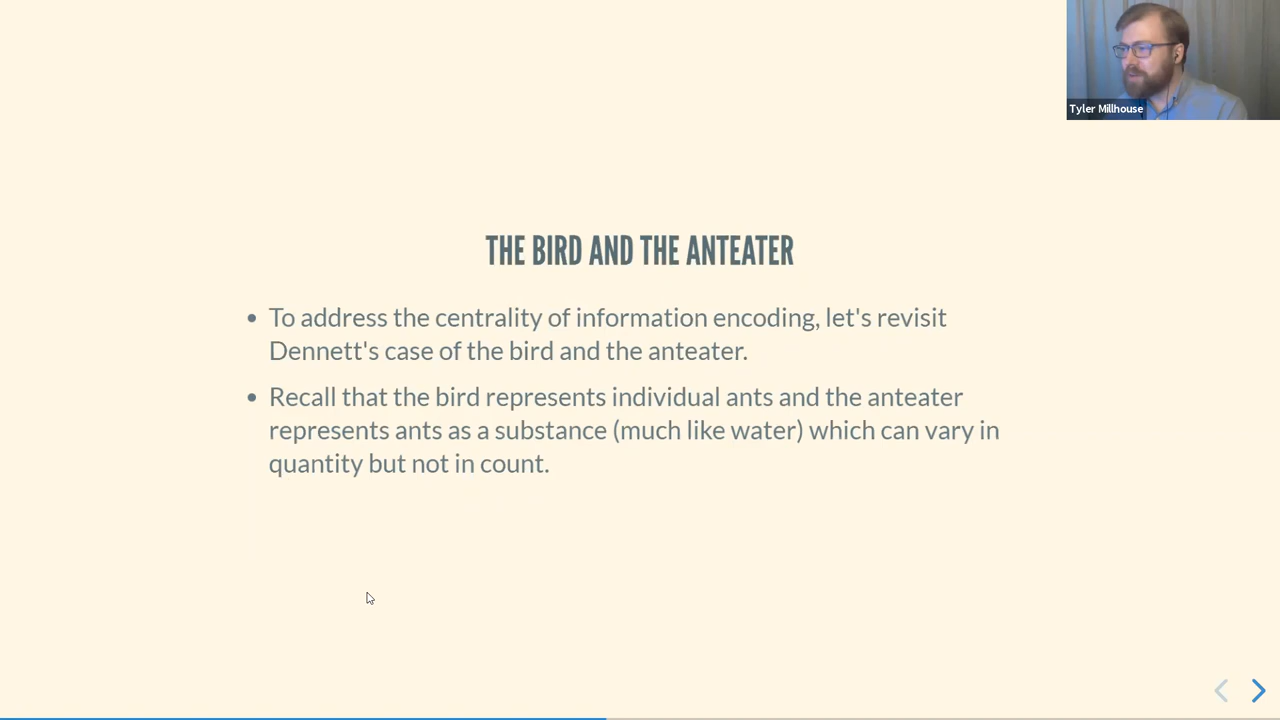 Tyler Millhouse
THE BIRD AND THE ANTEATER
• To address the centrality of information encoding, let's revisit
Dennett's case of the bird and the anteater.
• Recall that the bird represents individual ants and the anteater
represents ants as a substance (much like water) which can vary in
quantity but not in count.